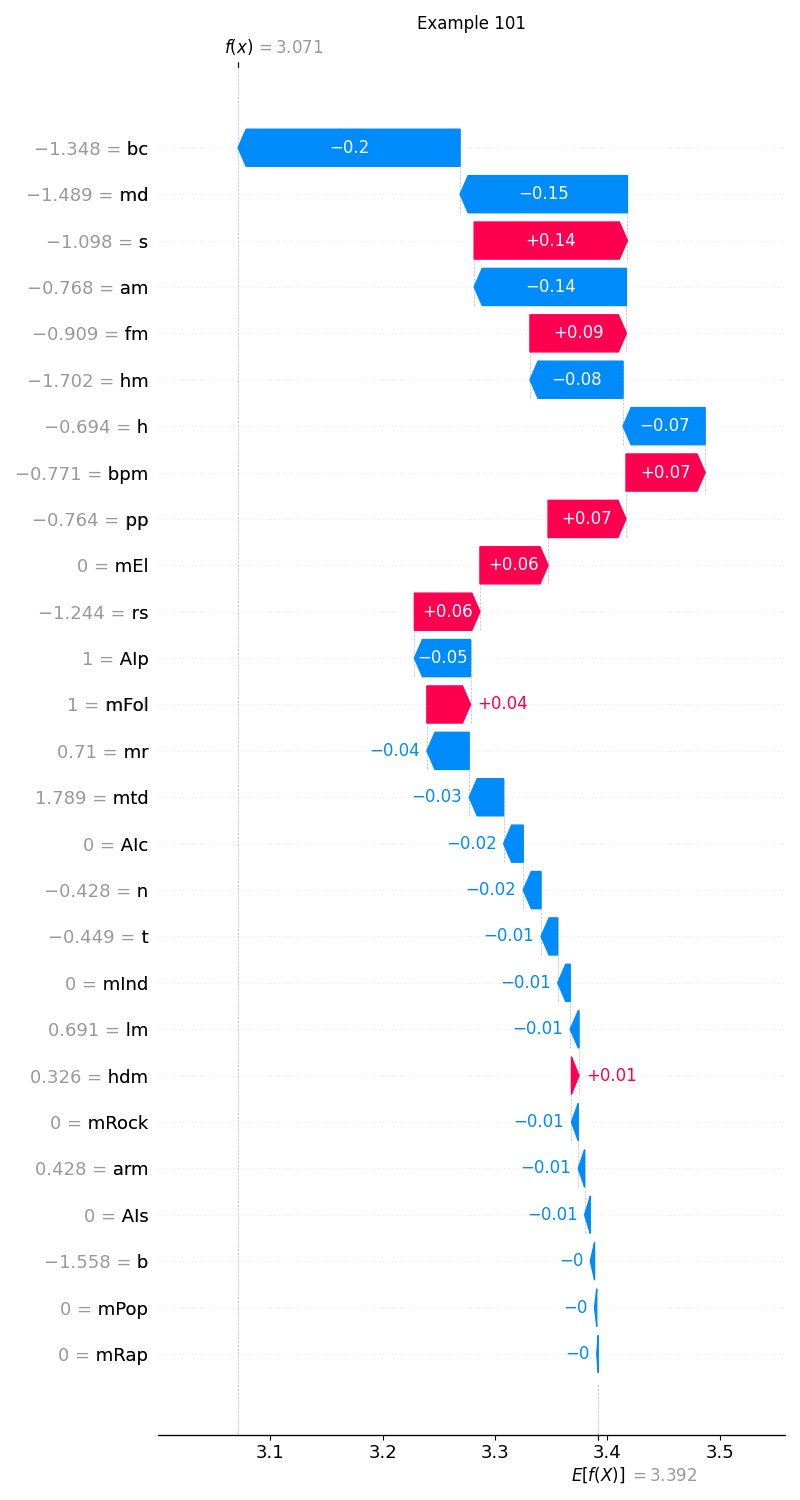 Example 101
f(x) = 3.071
−1.348 = bc −0.2
−1.489 = md −0.15
−1.098 = s +0.14
−0.768 = am −0.14
−0.909 = fm +0.09
−1.702 = hm −0.08
−0.694 = h −0.07
−0.771 = bpm +0.07
−0.764 = pp +0.07
0 = mEl +0.06
−1.244 = rs +0.06
1 = AIp −0.05
1 = mFol +0.04
0.71 = mr −0.04
1.789 = mtd −0.03
0 = AIc −0.02
−0.428 = n −0.02
−0.449 = t −0.01
0 = mInd −0.01
0.691 = lm −0.01
0.326 = hdm +0.01
0 = mRock −0.01
0.428 = arm −0.01
0 = AIs −0.01
−1.558 = b −0
0 = mPop −0
0 = mRap −0
3.1 3.2 3.3 3.4 3.5
E[f(X)] = 3.392